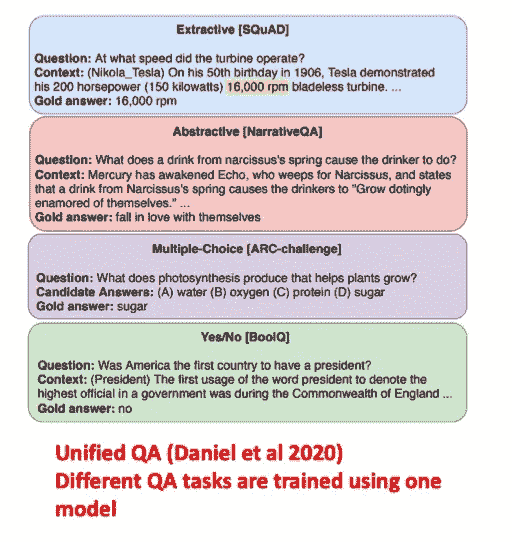 Extractive [SQuAD]
Question: At what speed did the turbine operate?
Context: (Nikola_Tesla) On his 50th birthday in 1906, Tesla demonstrated
his 200 horsepower (150 kilowatts) 16,000 rpm bladeless turbine. ...
Gold answer: 16,000 rpm
Abstractive [NarrativeQA]
Question: What does a drink from narcissus's spring cause the drinker to do?
Context: Mercury has awakened Echo, who weeps for Narcissus, and states
that a drink from Narcissus's spring causes the drinkers to "Grow dotingly
enamored of themselves." ...
Gold answer: fall in love with themselves
Multiple-Choice [ARC-challenge]
Question: What does photosynthesis produce that helps plants grow?
Candidate Answers: (A) water (B) oxygen (C) protein (D) sugar
Gold answer: sugar
Yes/No [BoolQ]
Question: Was America the first country to have a president?
Context: (President) The first usage of the word president to denote the
highest official in a government was during the Commonwealth of England ...
Gold answer: no
Unified QA (Daniel et al 2020)
Different QA tasks are trained using one
model